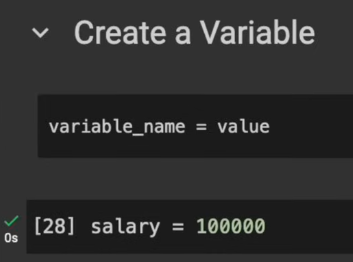 Create a Variable
variable_name = value
[28] salary = 100000
0s